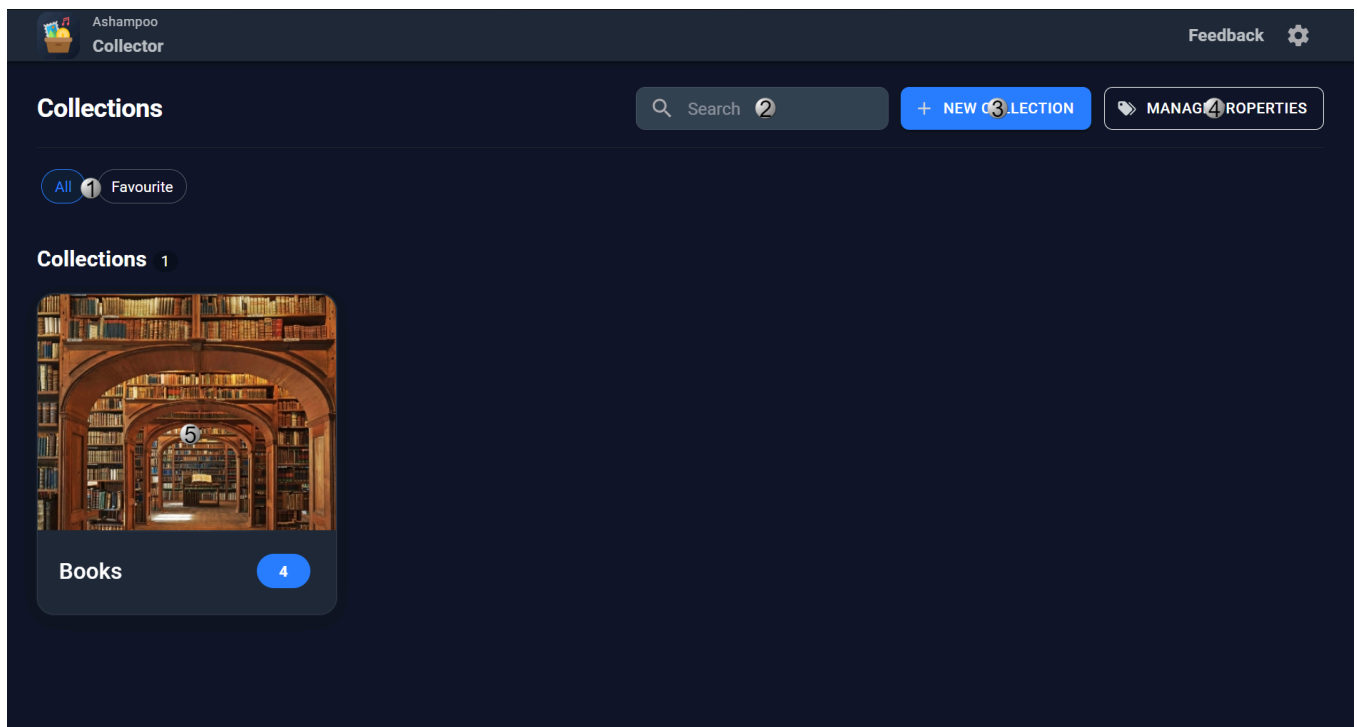 Ashampoo
Collector
Feedback
Collections
Search 2
+ NEW COLLECTION 3
MANAGE PROPERTIES 4
All 1 Favourite
Collections 1
5
Books 4